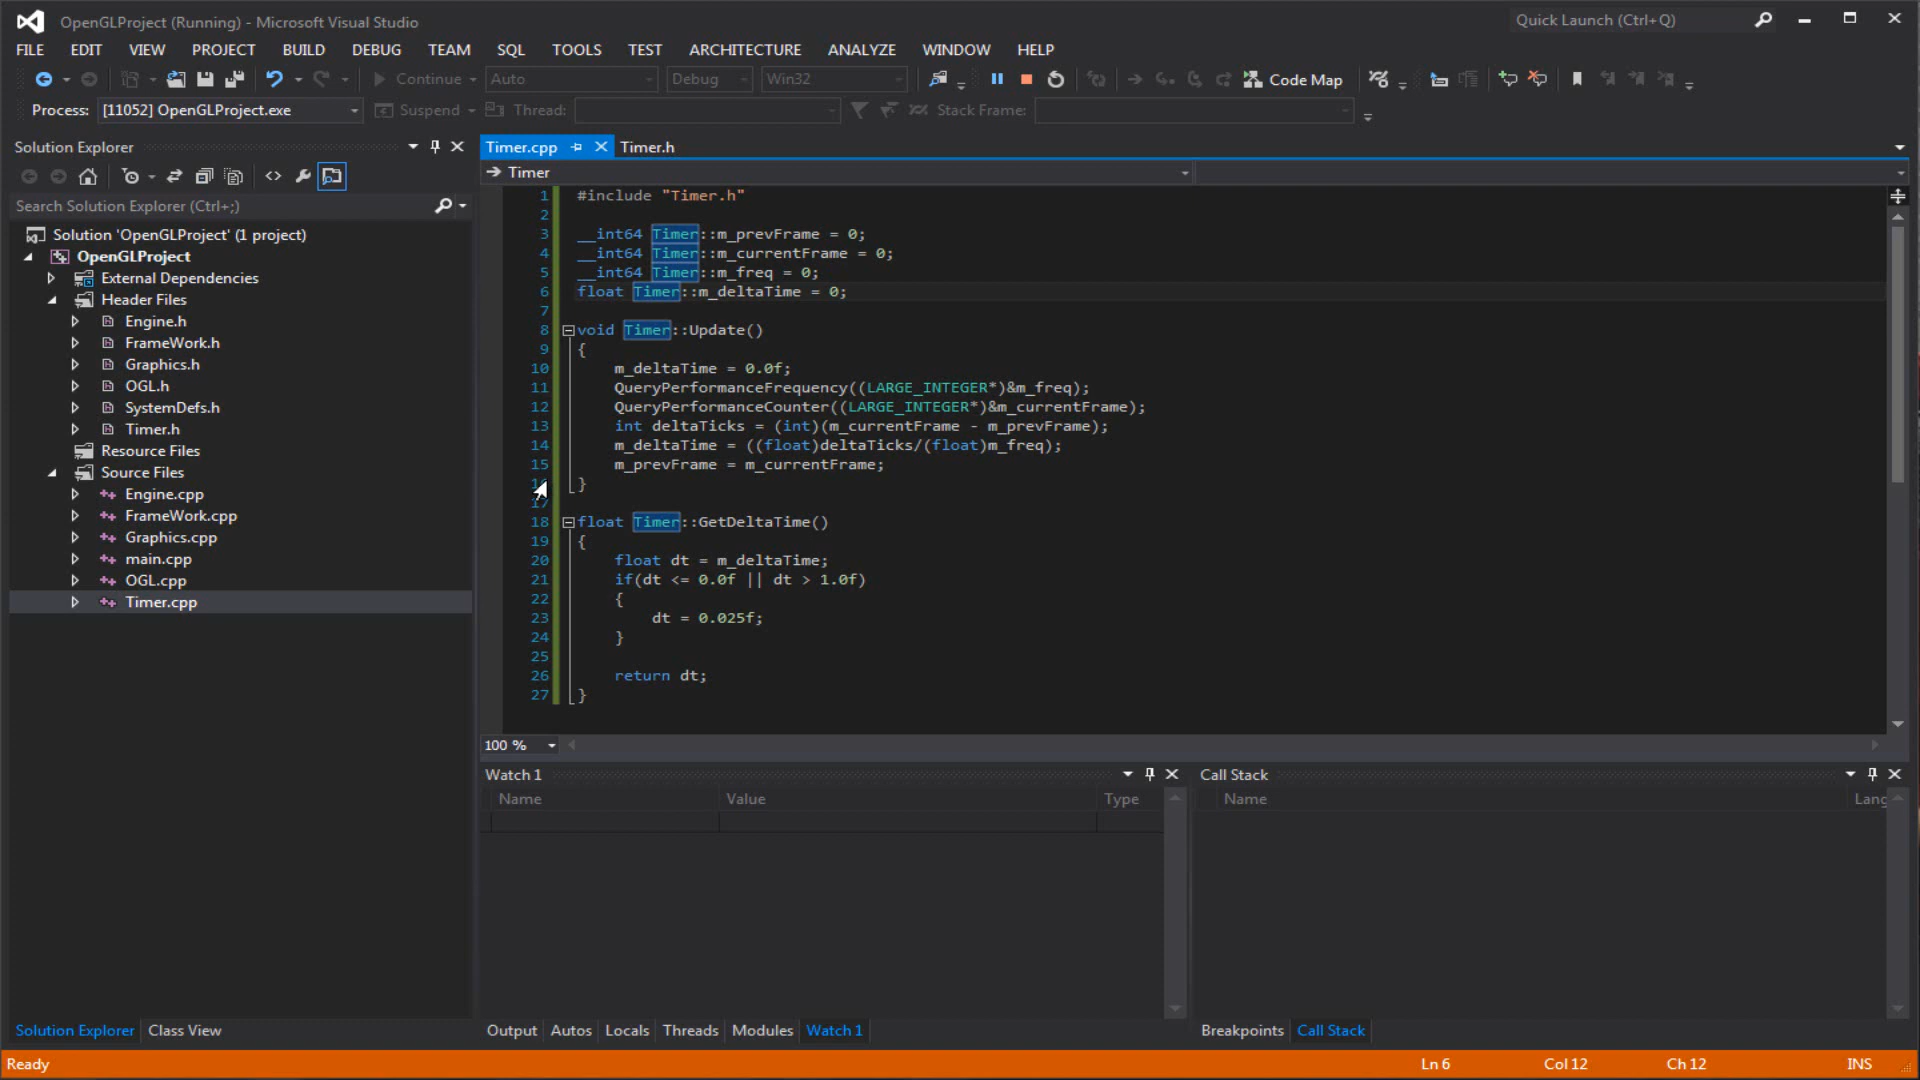 OpenGLProject (Running) - Microsoft Visual Studio
Quick Launch (Ctrl+Q)
FILE EDIT VIEW PROJECT BUILD DEBUG TEAM SQL TOOLS TEST ARCHITECTURE ANALYZE WINDOW HELP
Continue Auto Debug Win32 Code Map
Process: [11052] OpenGLProject.exe Suspend Thread: Stack Frame:
Solution Explorer
Search Solution Explorer (Ctrl+;)
Solution 'OpenGLProject' (1 project)
OpenGLProject
External Dependencies
Header Files
Engine.h
FrameWork.h
Graphics.h
OGL.h
SystemDefs.h
Timer.h
Resource Files
Source Files
Engine.cpp
FrameWork.cpp
Graphics.cpp
main.cpp
OGL.cpp
Timer.cpp
Solution Explorer Class View
Timer.cpp Timer.h
Timer
1 #include "Timer.h"
2
3 __int64 Timer::m_prevFrame = 0;
4 __int64 Timer::m_currentFrame = 0;
5 __int64 Timer::m_freq = 0;
6 float Timer::m_deltaTime = 0;
7
8 void Timer::Update()
9 {
10 m_deltaTime = 0.0f;
11 QueryPerformanceFrequency((LARGE_INTEGER*)&m_freq);
12 QueryPerformanceCounter((LARGE_INTEGER*)&m_currentFrame);
13 int deltaTicks = (int)(m_currentFrame - m_prevFrame);
14 m_deltaTime = ((float)deltaTicks/(float)m_freq);
15 m_prevFrame = m_currentFrame;
}
17
18 float Timer::GetDeltaTime()
19 {
20 float dt = m_deltaTime;
21 if(dt <= 0.0f || dt > 1.0f)
22 {
23 dt = 0.025f;
24 }
25
26 return dt;
27 }
100 %
Watch 1
Name Value Type
Output Autos Locals Threads Modules Watch 1
Call Stack
Name Lang
Breakpoints Call Stack
Ready Ln 6 Col 12 Ch 12 INS